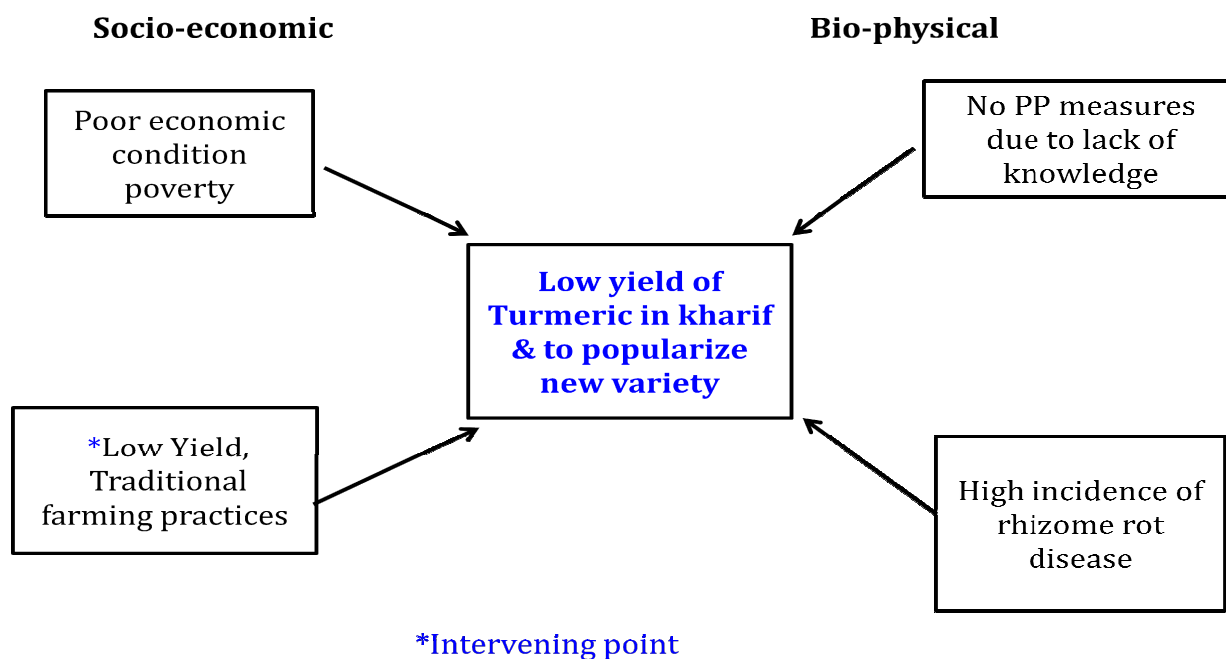 Socio-economic
Bio-physical
Poor economic
condition
poverty
No PP measures
due to lack of
knowledge
Low yield of
Turmeric in kharif
& to popularize
new variety
*Low Yield,
Traditional
farming practices
High incidence of
rhizome rot
disease
*Intervening point